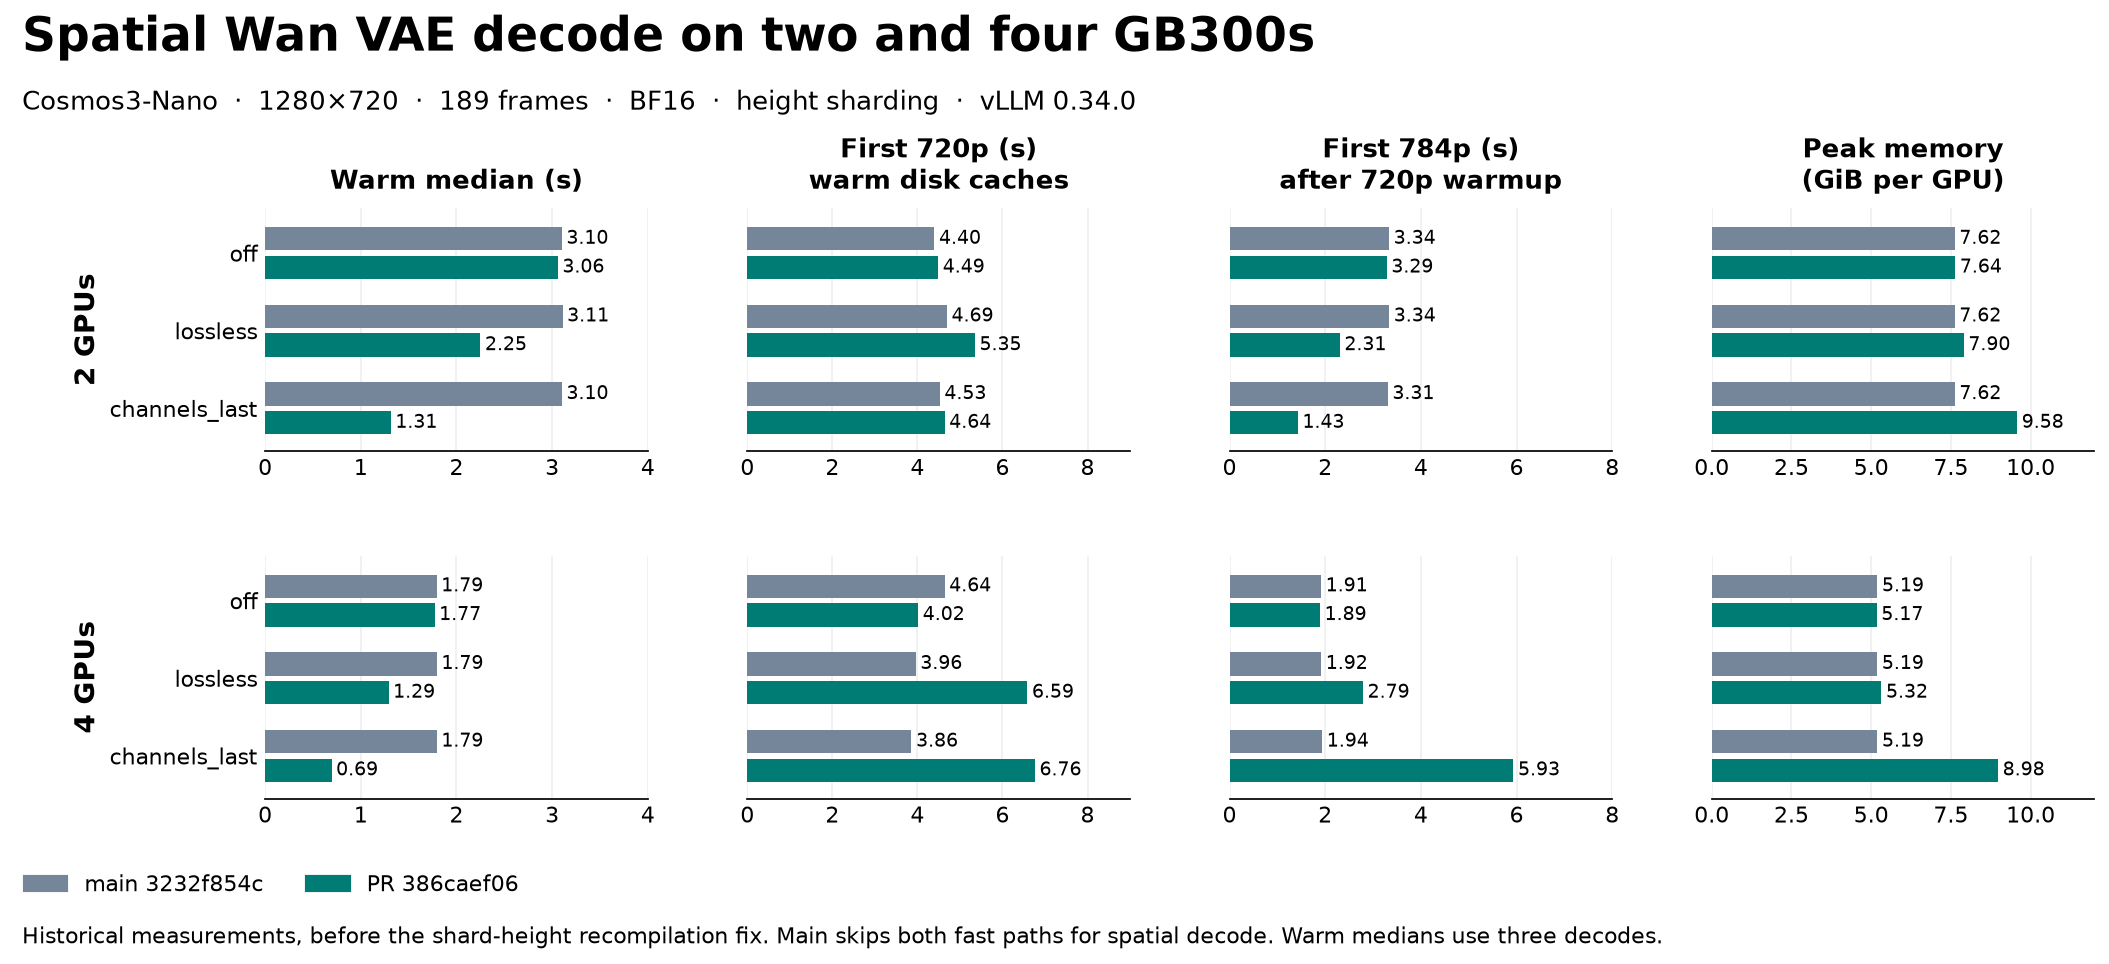 Spatial Wan VAE decode on two and four GB300s
Cosmos3-Nano · 1280×720 · 189 frames · BF16 · height sharding · vLLM 0.34.0
Warm median (s)
First 720p (s)
warm disk caches
First 784p (s)
after 720p warmup
Peak memory
(GiB per GPU)
2 GPUs
off
3.10
3.06
4.40
4.49
3.34
3.29
7.62
7.64
lossless
3.11
2.25
4.69
5.35
3.34
2.31
7.62
7.90
channels_last
3.10
1.31
4.53
4.64
3.31
1.43
7.62
9.58
0 1 2 3 4
0 2 4 6 8
0 2 4 6 8
0.0 2.5 5.0 7.5 10.0
4 GPUs
off
1.79
1.77
4.64
4.02
1.91
1.89
5.19
5.17
lossless
1.79
1.29
3.96
6.59
1.92
2.79
5.19
5.32
channels_last
1.79
0.69
3.86
6.76
1.94
5.93
5.19
8.98
0 1 2 3 4
0 2 4 6 8
0 2 4 6 8
0.0 2.5 5.0 7.5 10.0
main 3232f854c
PR 386caef06
Historical measurements, before the shard-height recompilation fix. Main skips both fast paths for spatial decode. Warm medians use three decodes.